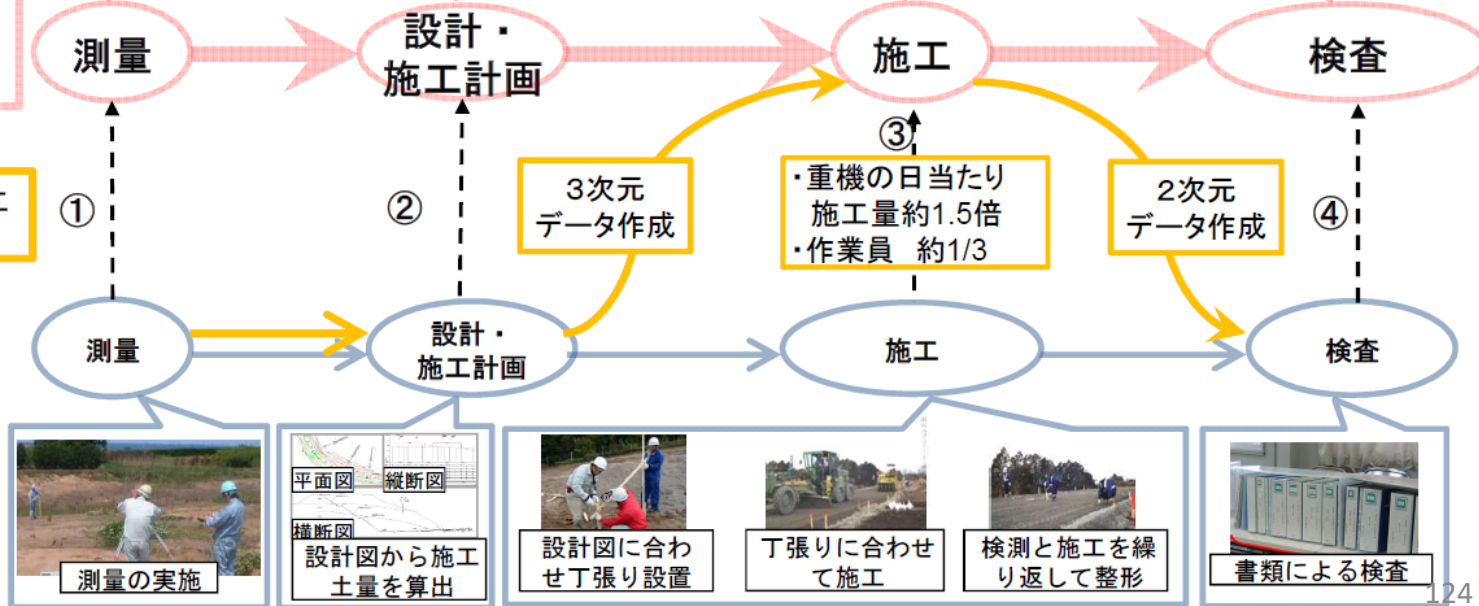 測量
設計・
施工計画
施工
検査
①
②
③
④
エ
3次元
データ作成
・重機の日当たり
施工量約1.5倍
・作業員　約1/3
2次元
データ作成
測量
設計・
施工計画
施工
検査
測量の実施
平面図
縦断図
横断図
設計図から施工
土量を算出
設計図に合わ
せ丁張り設置
丁張りに合わせ
て施工
検測と施工を繰
り返して整形
書類による検査
124